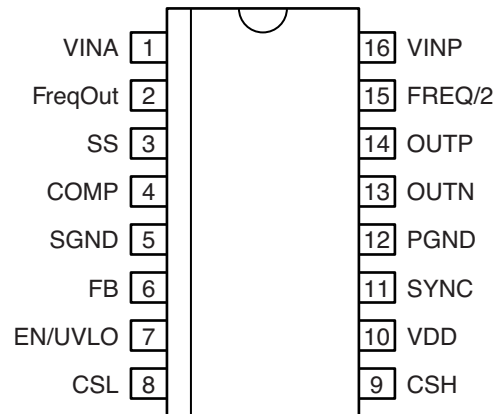 VINA 1 16 VINP
FreqOut 2 15 FREQ/2
SS 3 14 OUTP
COMP 4 13 OUTN
SGND 5 12 PGND
FB 6 11 SYNC
EN/UVLO 7 10 VDD
CSL 8 9 CSH